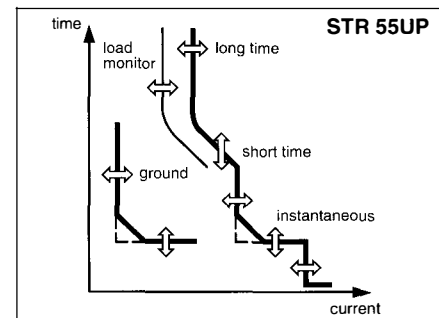 STR 55UP
time
load
monitor
long time
short time
ground
instantaneous
current